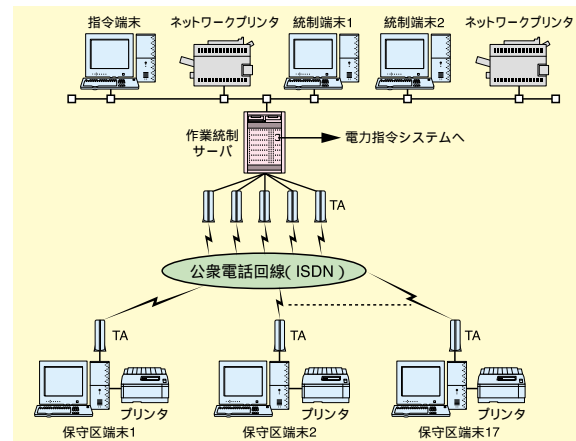 指令端末
ネットワークプリンタ
統制端末1
統制端末2
ネットワークプリンタ
作業統制
サーバ
電力指令システムへ
TA
公衆電話回線(ISDN)
TA
TA
TA
プリンタ
プリンタ
プリンタ
保守区端末1
保守区端末2
保守区端末17